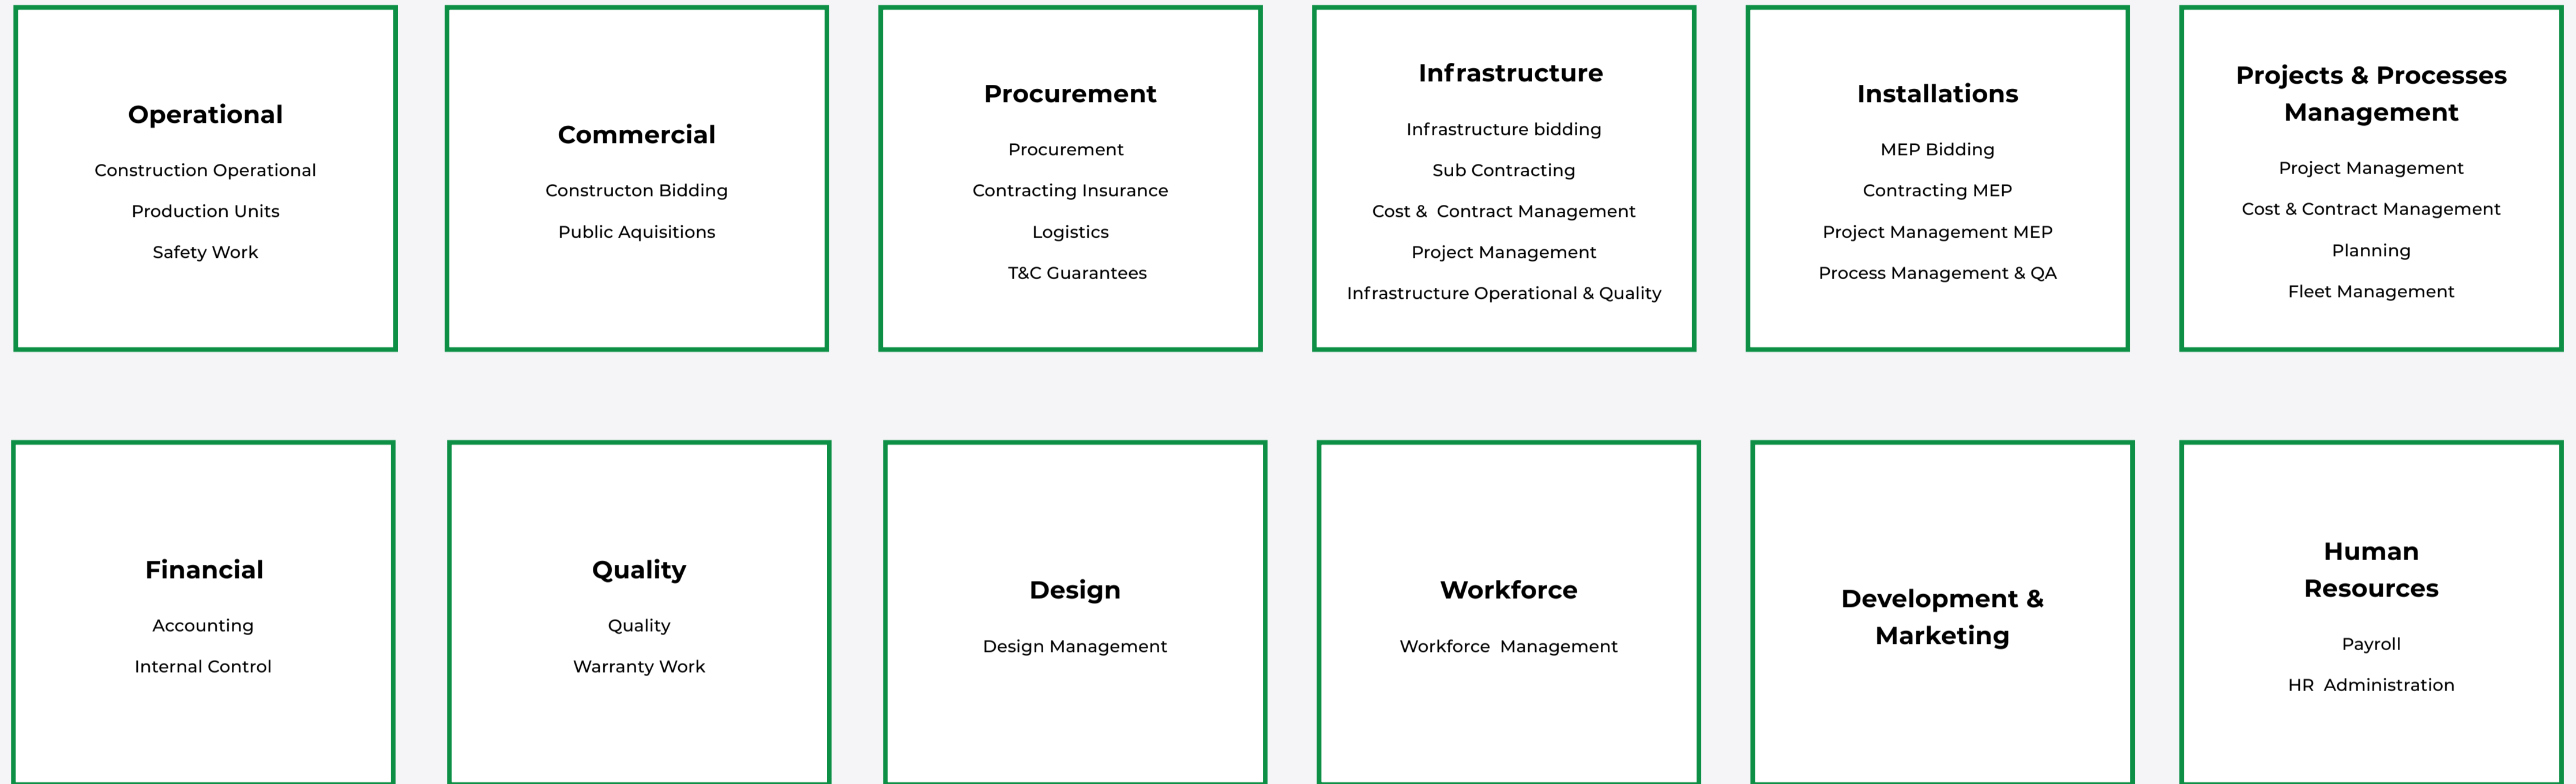 Operational
Construction Operational
Production Units
Safety Work
Commercial
Constructon Bidding
Public Aquisitions
Procurement
Procurement
Contracting Insurance
Logistics
T&C Guarantees
Infrastructure
Infrastructure bidding
Sub Contracting
Cost &  Contract Management
Project Management
Infrastructure Operational & Quality
Installations
MEP Bidding
Contracting MEP
Project Management MEP
Process Management & QA
Projects & Processes
Management
Project Management
Cost & Contract Management
Planning
Fleet Management
Financial
Accounting
Internal Control
Quality
Quality
Warranty Work
Design
Design Management
Workforce
Workforce  Management
Development &
Marketing
Human
Resources
Payroll
HR  Administration